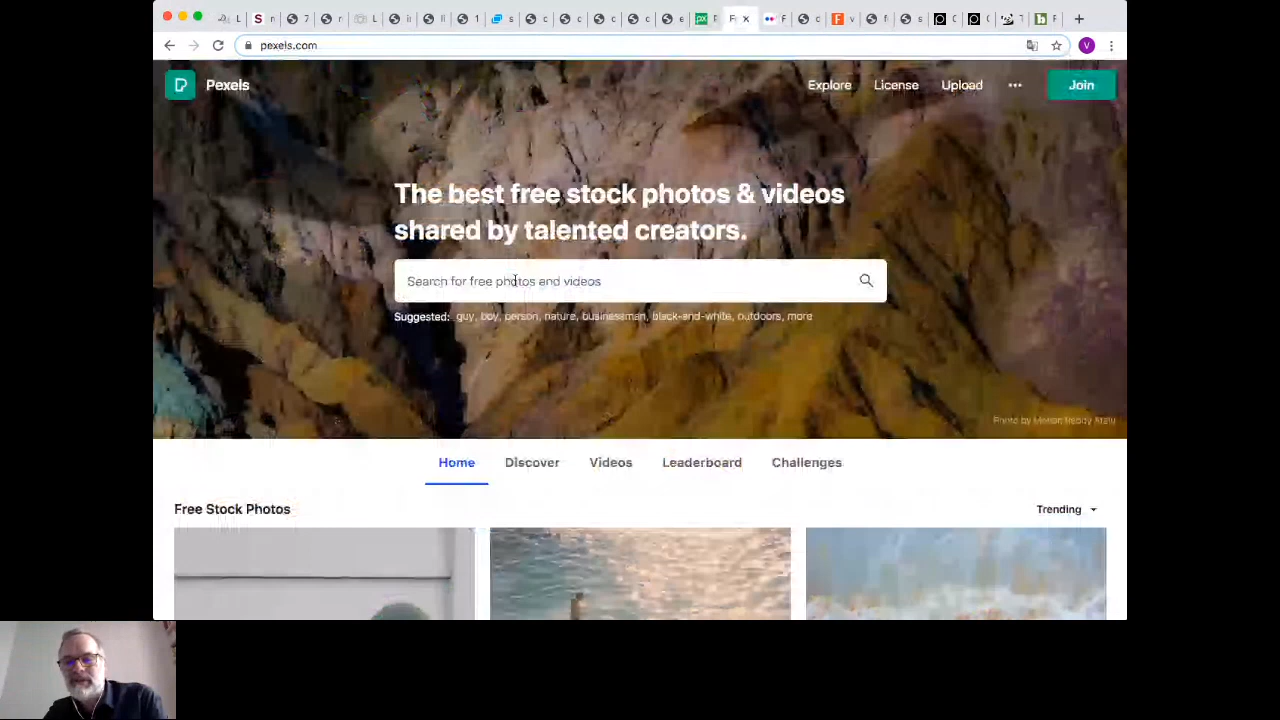 pexels.com
V
Pexels
Explore License Upload ••• Join
The best free stock photos & videos
shared by talented creators.
Search for free photos and videos
Suggested: guy, boy, person, nature, businessman, black-and-white, outdoors, more
Photo by
Home Discover Videos Leaderboard Challenges
Free Stock Photos
Trending